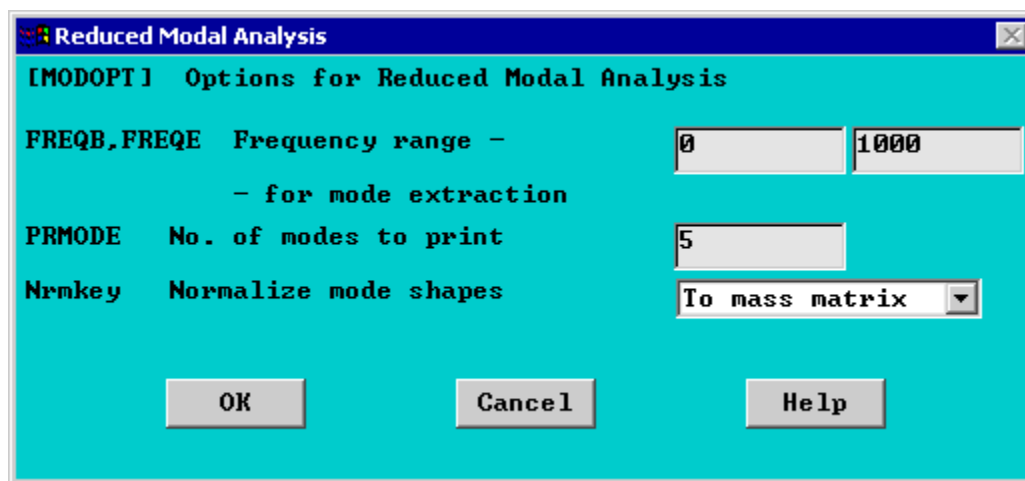 Reduced Modal Analysis
[MODOPT] Options for Reduced Modal Analysis
FREQB,FREQE Frequency range - 0 1000
- for mode extraction
PRMODE No. of modes to print 5
Nrmkey Normalize mode shapes To mass matrix
OK Cancel Help